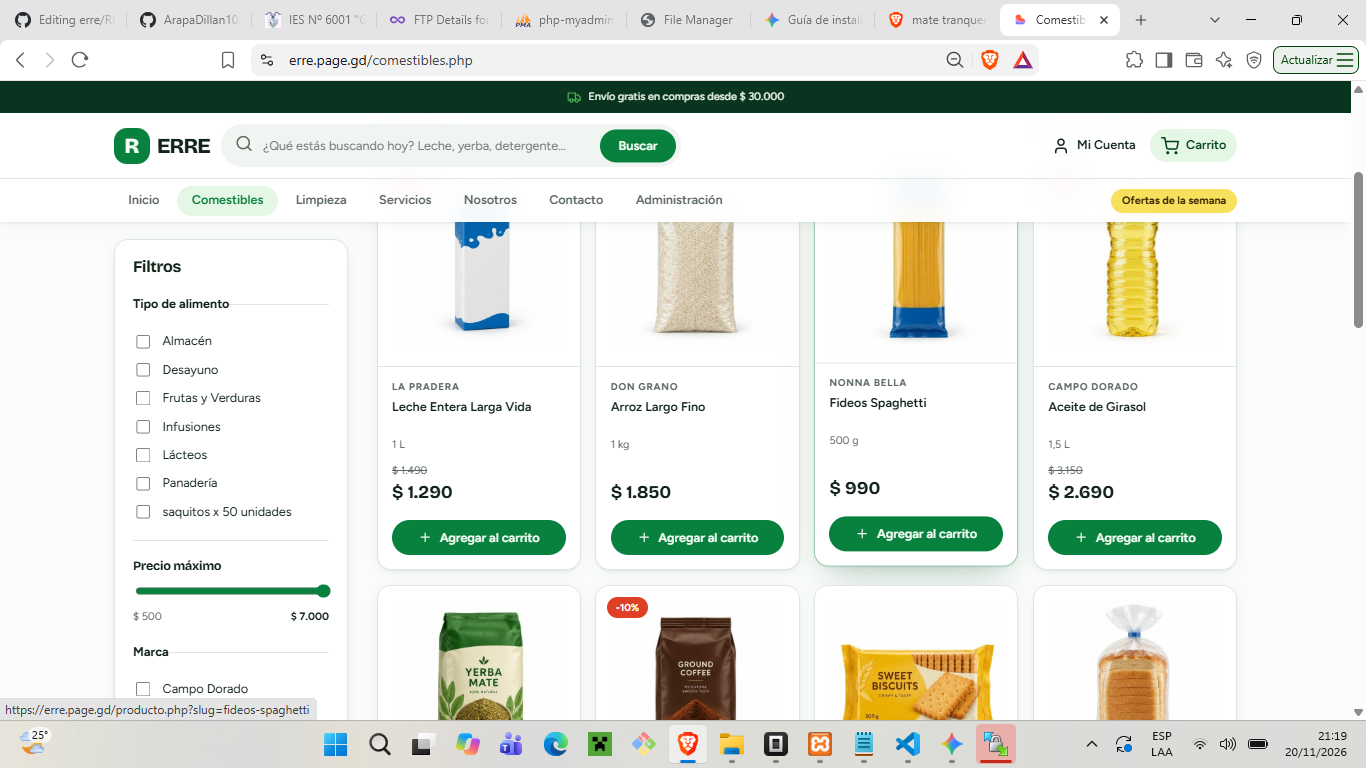 Editing erre/RE
ArapaDillan10
IES Nº 6001 "G
FTP Details for
php-myadmin
File Manager
Guía de instala
mate tranquer
Comestib
erre.page.gd/comestibles.php
Actualizar
Envío gratis en compras desde $ 30.000
R ERRE
¿Qué estás buscando hoy? Leche, yerba, detergente...
Buscar
Mi Cuenta
Carrito
Inicio
Comestibles
Limpieza
Servicios
Nosotros
Contacto
Administración
Ofertas de la semana
Filtros
Tipo de alimento
Almacén
Desayuno
Frutas y Verduras
Infusiones
Lácteos
Panadería
saquitos x 50 unidades
Precio máximo
$ 500
$ 7.000
Marca
Campo Dorado
LA PRADERA
Leche Entera Larga Vida
1 L
$ 1.490
$ 1.290
+ Agregar al carrito
DON GRANO
Arroz Largo Fino
1 kg
$ 1.850
+ Agregar al carrito
NONNA BELLA
Fideos Spaghetti
500 g
$ 990
+ Agregar al carrito
CAMPO DORADO
Aceite de Girasol
1,5 L
$ 3.150
$ 2.690
+ Agregar al carrito
YERBA
MATE
-10%
GROUND
COFFEE
SWEET
BISCUITS
CRISPY & TASTY
https://erre.page.gd/producto.php?slug=fideos-spaghetti
25°
ESP
LAA
21:19
20/11/2026